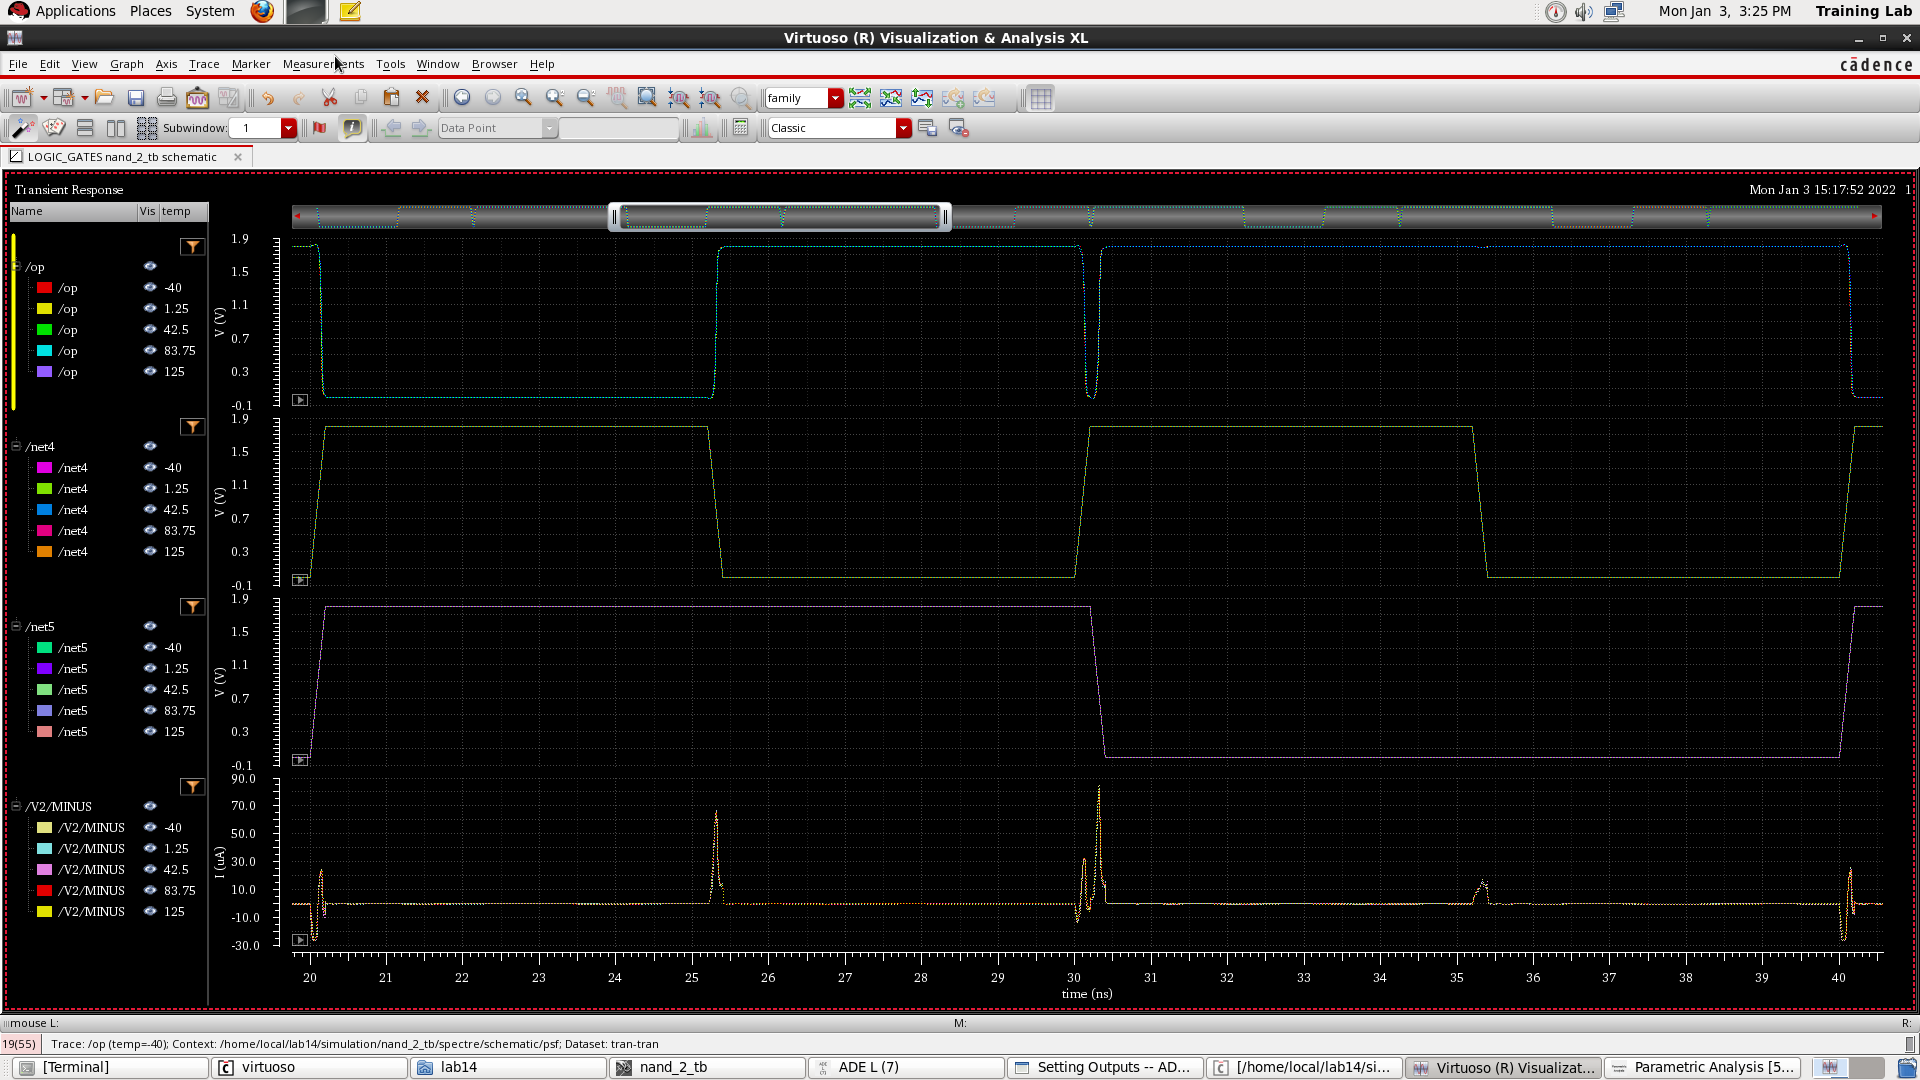 Applications Places System Mon Jan 3, 3:25 PM Training Lab
Virtuoso (R) Visualization & Analysis XL
File Edit View Graph Axis Trace Marker Measurements Tools Window Browser Help cādence
family
Subwindow: 1 Data Point Classic
LOGIC_GATES nand_2_tb schematic
Transient Response Mon Jan 3 15:17:52 2022 1
Name Vis temp
/op
/op -40
/op 1.25
/op 42.5
/op 83.75
/op 125
1.9
1.5
1.1
0.7
0.3
-0.1
V (V)
/net4
/net4 -40
/net4 1.25
/net4 42.5
/net4 83.75
/net4 125
1.9
1.5
1.1
0.7
0.3
-0.1
V (V)
/net5
/net5 -40
/net5 1.25
/net5 42.5
/net5 83.75
/net5 125
1.9
1.5
1.1
0.7
0.3
-0.1
V (V)
/V2/MINUS
/V2/MINUS -40
/V2/MINUS 1.25
/V2/MINUS 42.5
/V2/MINUS 83.75
/V2/MINUS 125
90.0
70.0
50.0
30.0
10.0
-10.0
-30.0
I (uA)
20 21 22 23 24 25 26 27 28 29 30 31 32 33 34 35 36 37 38 39 40
time (ns)
mouse L: M: R:
19(55) Trace: /op (temp=-40); Context: /home/local/lab14/simulation/nand_2_tb/spectre/schematic/psf; Dataset: tran-tran
[Terminal] virtuoso lab14 nand_2_tb ADE L (7) Setting Outputs -- AD... [/home/local/lab14/si... Virtuoso (R) Visualizat... Parametric Analysis [5...